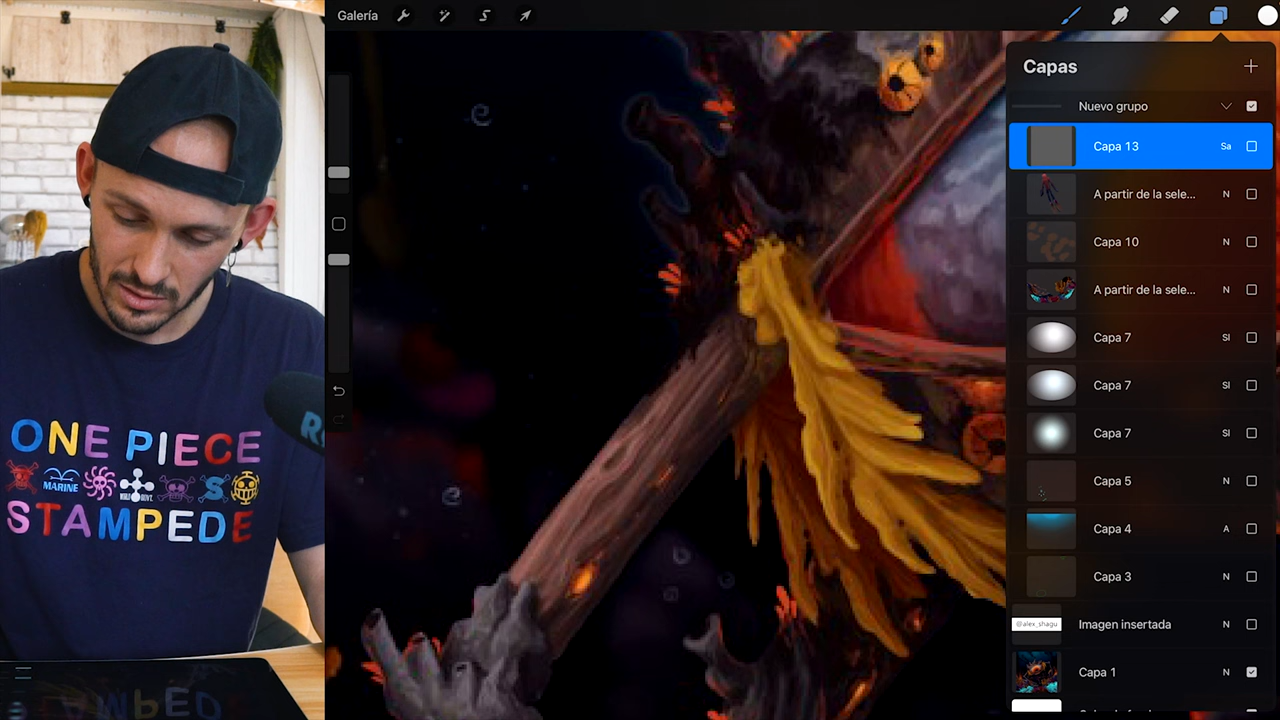 Galería
Capas
Nuevo grupo
Capa 13 Sa
A partir de la sele... N
Capa 10 N
A partir de la sele... N
Capa 7 Sl
Capa 7 Sl
Capa 7 Sl
Capa 5 N
Capa 4 A
Capa 3 N
@alex_shagu Imagen insertada N
Capa 1 N
ONE PIECE
MARINE
S
STAMPEDE